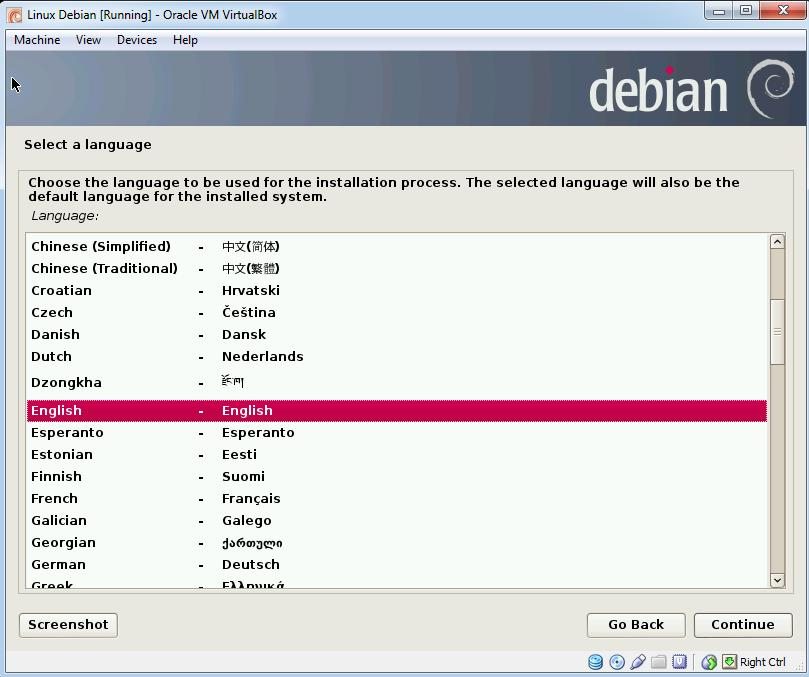 Linux Debian [Running] - Oracle VM VirtualBox
Machine View Devices Help
debian
Select a language
Choose the language to be used for the installation process. The selected language will also be the
default language for the installed system.
Language:
Chinese (Simplified) - 中文(简体)
Chinese (Traditional) - 中文(繁體)
Croatian - Hrvatski
Czech - Čeština
Danish - Dansk
Dutch - Nederlands
Dzongkha - རྫོང་ཁ།
English - English
Esperanto - Esperanto
Estonian - Eesti
Finnish - Suomi
French - Français
Galician - Galego
Georgian - ქართული
German - Deutsch
Greek - Ελληνικά
Screenshot Go Back Continue
Right Ctrl